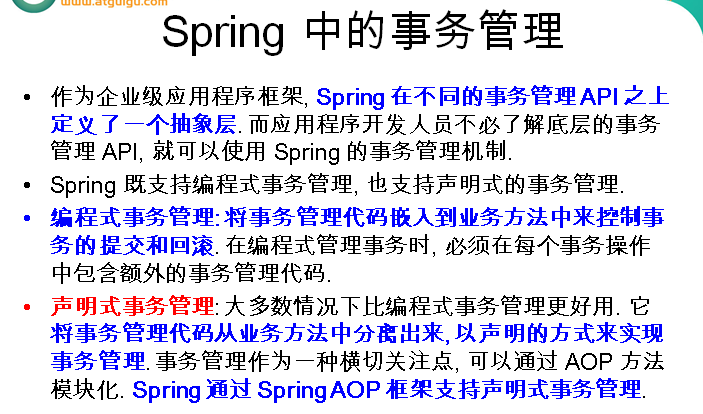 www.atguigu.com
Spring 中的事务管理
• 作为企业级应用程序框架, Spring 在不同的事务管理 API 之上
定义了一个抽象层. 而应用程序开发人员不必了解底层的事务
管理 API, 就可以使用 Spring 的事务管理机制.
• Spring 既支持编程式事务管理, 也支持声明式的事务管理.
• 编程式事务管理: 将事务管理代码嵌入到业务方法中来控制事
务的提交和回滚. 在编程式管理事务时, 必须在每个事务操作
中包含额外的事务管理代码.
• 声明式事务管理: 大多数情况下比编程式事务管理更好用. 它
将事务管理代码从业务方法中分离出来, 以声明的方式来实现
事务管理. 事务管理作为一种横切关注点, 可以通过 AOP 方法
模块化. Spring 通过 Spring AOP 框架支持声明式事务管理.